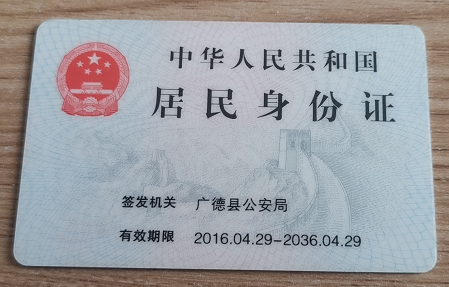 中华人民共和国
居民身份证
签发机关 广德县公安局
有效期限 2016.04.29-2036.04.29